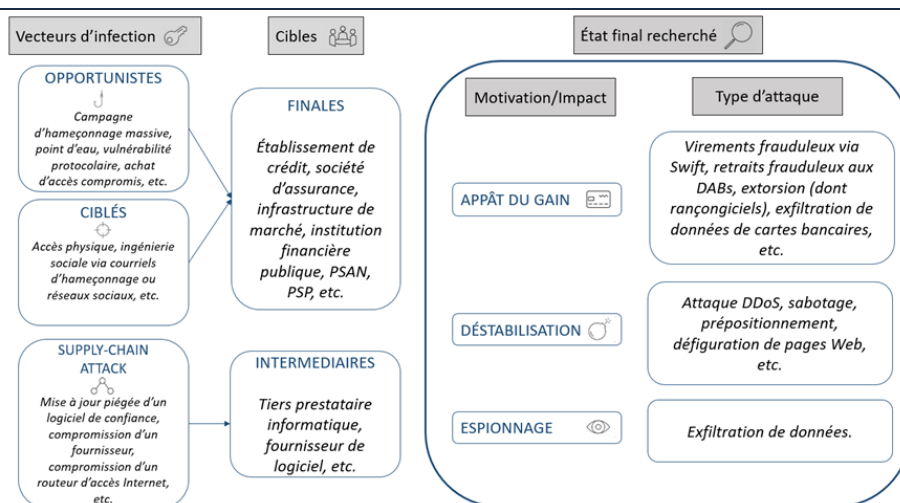 Vecteurs d'infection
Cibles
État final recherché
OPPORTUNISTES
Campagne
d'hameçonnage massive,
point d'eau, vulnérabilité
protocolaire, achat
d'accès compromis, etc.
CIBLÉS
Accès physique, ingénierie
sociale via courriels
d'hameçonnage ou
réseaux sociaux, etc.
SUPPLY-CHAIN
ATTACK
Mise à jour piégée d'un
logiciel de confiance,
compromission d'un
fournisseur,
compromission d'un
routeur d'accès Internet,
etc.
FINALES
Établissement de
crédit, société
d'assurance,
infrastructure de
marché, institution
financière
publique, PSAN,
PSP, etc.
INTERMEDIAIRES
Tiers prestataire
informatique,
fournisseur de
logiciel, etc.
Motivation/Impact
Type d'attaque
APPÂT DU GAIN
Virements frauduleux via
Swift, retraits frauduleux aux
DABs, extorsion (dont
rançongiciels), exfiltration de
données de cartes bancaires,
etc.
DÉSTABILISATION
Attaque DDoS, sabotage,
prépositionnement,
défiguration de pages Web,
etc.
ESPIONNAGE
Exfiltration de données.